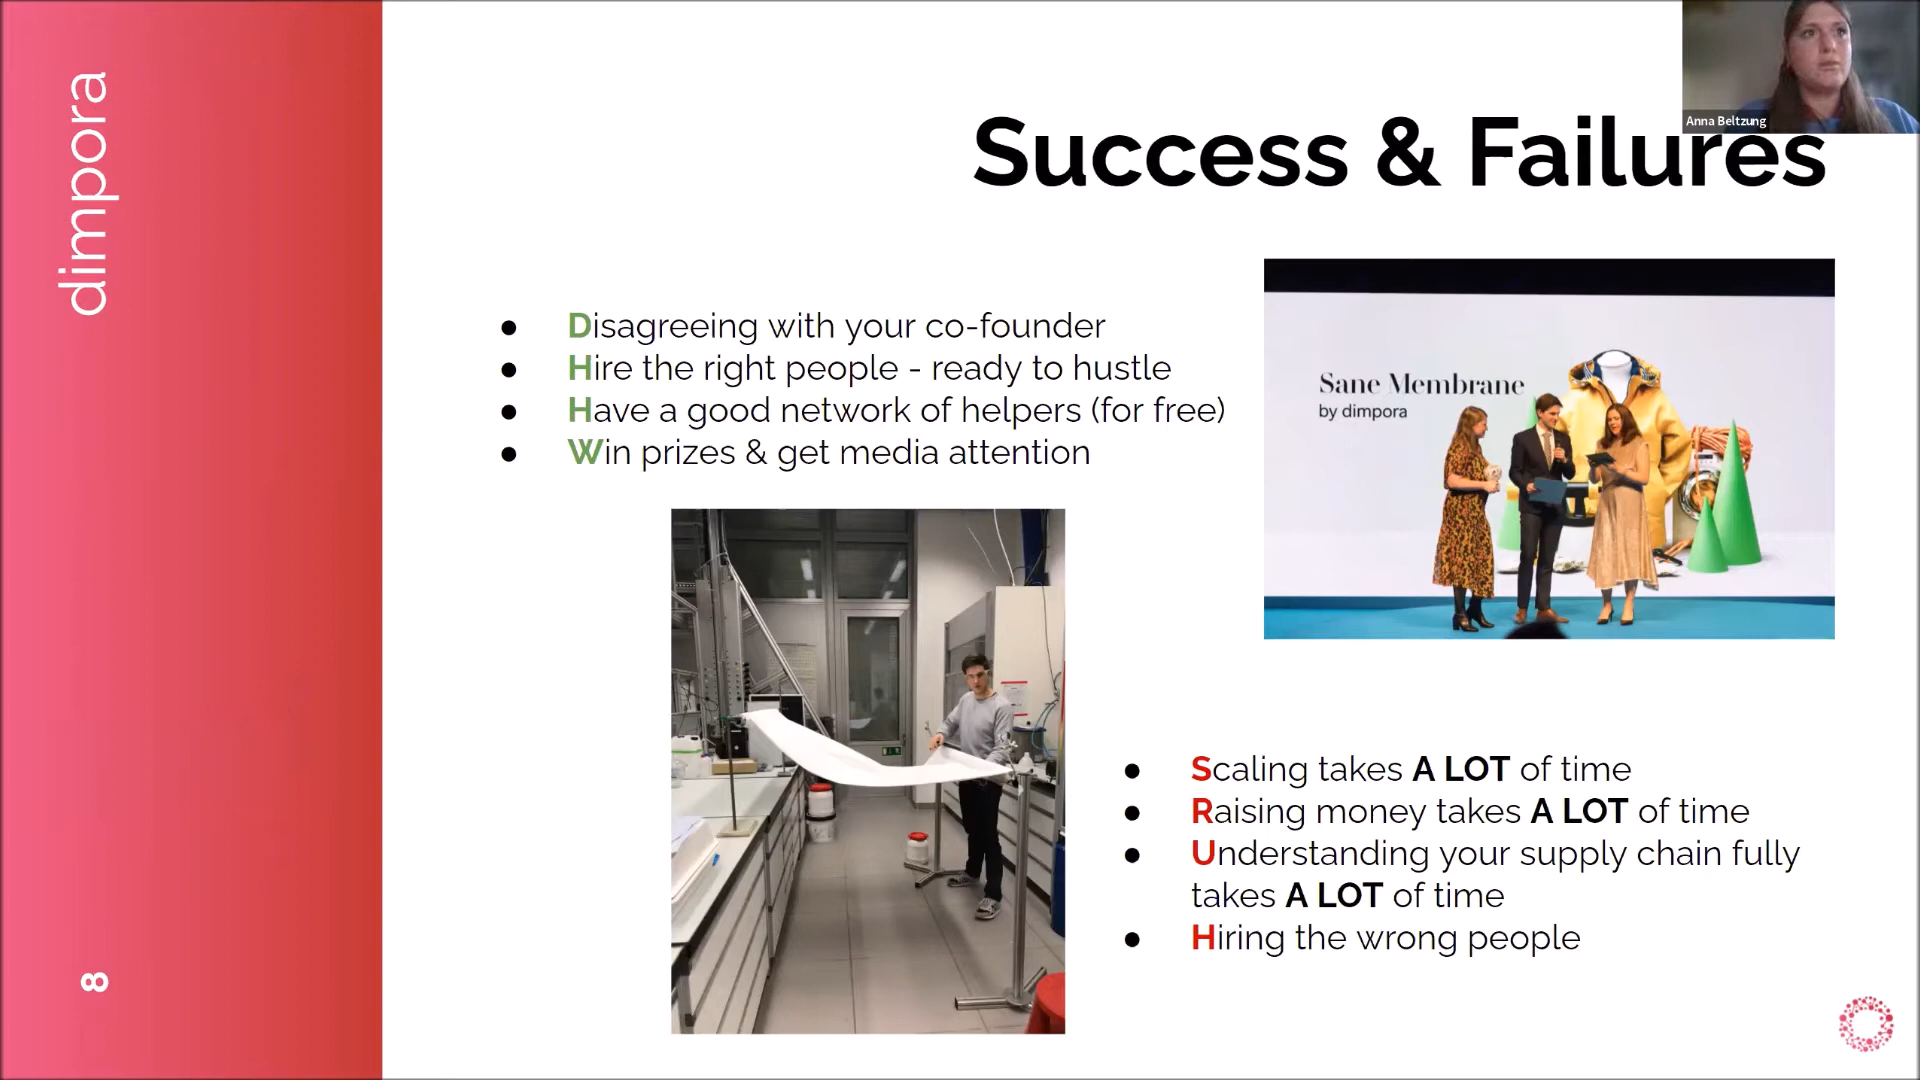 dimpora
Anna Beltzung
Success & Failures
● Disagreeing with your co-founder
● Hire the right people - ready to hustle
● Have a good network of helpers (for free)
● Win prizes & get media attention
Sane Membrane
by dimpora
● Scaling takes A LOT of time
● Raising money takes A LOT of time
● Understanding your supply chain fully
takes A LOT of time
● Hiring the wrong people
8